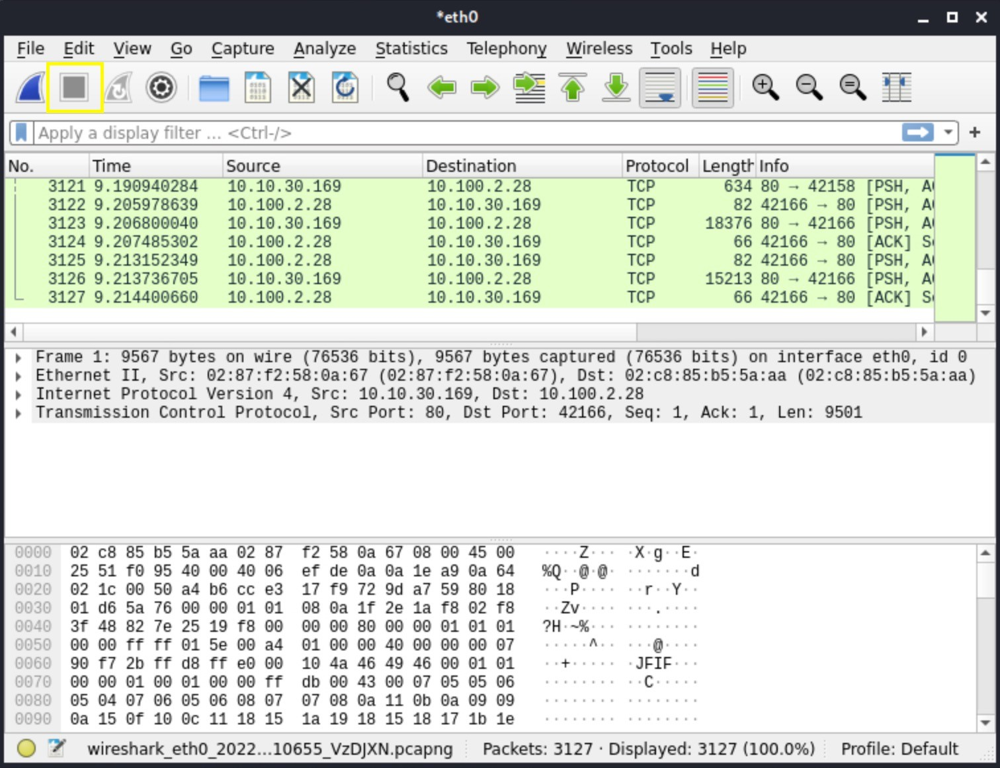 *eth0
File Edit View Go Capture Analyze Statistics Telephony Wireless Tools Help
Apply a display filter ... <Ctrl-/>
No. Time Source Destination Protocol Length Info
3121 9.190940284 10.10.30.169 10.100.2.28 TCP 634 80 → 42158 [PSH, A
3122 9.205978639 10.100.2.28 10.10.30.169 TCP 82 42166 → 80 [PSH, A
3123 9.206800040 10.10.30.169 10.100.2.28 TCP 18376 80 → 42166 [PSH, A
3124 9.207485302 10.100.2.28 10.10.30.169 TCP 66 42166 → 80 [ACK] S
3125 9.213152349 10.100.2.28 10.10.30.169 TCP 82 42166 → 80 [PSH, A
3126 9.213736705 10.10.30.169 10.100.2.28 TCP 15213 80 → 42166 [PSH, A
3127 9.214400660 10.100.2.28 10.10.30.169 TCP 66 42166 → 80 [ACK] S
Frame 1: 9567 bytes on wire (76536 bits), 9567 bytes captured (76536 bits) on interface eth0, id 0
Ethernet II, Src: 02:87:f2:58:0a:67 (02:87:f2:58:0a:67), Dst: 02:c8:85:b5:5a:aa (02:c8:85:b5:5a:aa)
Internet Protocol Version 4, Src: 10.10.30.169, Dst: 10.100.2.28
Transmission Control Protocol, Src Port: 80, Dst Port: 42166, Seq: 1, Ack: 1, Len: 9501
0000 02 c8 85 b5 5a aa 02 87 f2 58 0a 67 08 00 45 00 ····Z··· ·X·g··E·
0010 25 51 f0 95 40 00 40 06 ef de 0a 0a 1e a9 0a 64 %Q··@·@· ·······d
0020 02 1c 00 50 a4 b6 cc e3 17 f9 72 9d a7 59 80 18 ···P···· ··r··Y··
0030 01 d6 5a 76 00 00 01 01 08 0a 1f 2e 1a f8 02 f8 ··Zv···· ···.····
0040 3f 48 82 7e 25 19 f8 00 00 00 80 00 00 01 01 01 ?H·~%··· ········
0050 00 00 ff ff 01 5e 00 a4 01 00 00 40 00 00 00 07 ·····^·· ···@····
0060 90 f7 2b ff d8 ff e0 00 10 4a 46 49 46 00 01 01 ··+····· ·JFIF···
0070 00 00 01 00 01 00 00 ff db 00 43 00 07 05 05 06 ········ ··C·····
0080 05 04 07 06 05 06 08 07 07 08 0a 11 0b 0a 09 09 ········ ········
0090 0a 15 0f 10 0c 11 18 15 1a 19 18 15 18 17 1b 1e ········ ········
wireshark_eth0_2022...10655_VzDJXN.pcapng Packets: 3127 · Displayed: 3127 (100.0%) Profile: Default